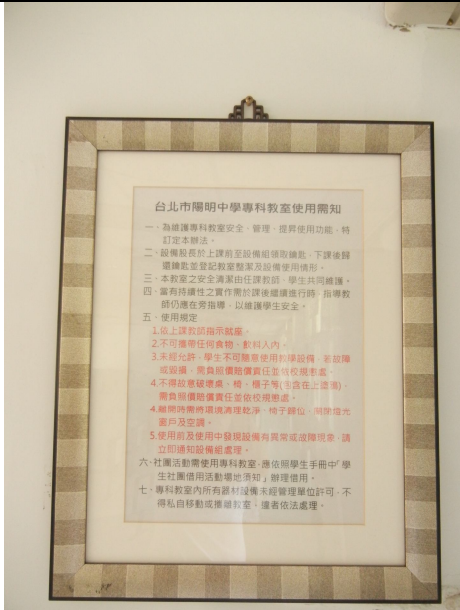 台北市陽明中學專科教室使用需知
一、為維護專科教室安全、管理、提昇使用功能，特
訂定本辦法。
二、設備股長於上課前至設備組領取鑰匙，下課後歸
還鑰匙並登記教室整潔及設備使用情形。
三、本教室之安全清潔由任課教師、學生共同維護。
四、當有持續性之實作需於課後繼續進行時，指導教
師仍應在旁指導，以維護學生安全。
五、使用規定
1.依上課教師指示就座。
2.不可攜帶任何食物、飲料入內。
3.未經允許，學生不可隨意使用教學設備，若故障
或毀損，需負照價賠償責任並依校規懲處。
4.不得故意破壞桌、椅、櫃子等(包含在上塗鴉)，
需負照價賠償責任並依校規懲處。
4.離開時需將環境清理乾淨、椅子歸位，關閉燈光
窗戶及空調。
5.使用前及使用中發現設備有異常或故障現象，請
立即通知設備組處理。
六、社團活動需使用專科教室，應依照學生手冊中「學
生社團借用活動場地須知」辦理借用。
七、專科教室內所有器材設備未經管理單位許可，不
得私自移動或攜離教室，違者依法處理。